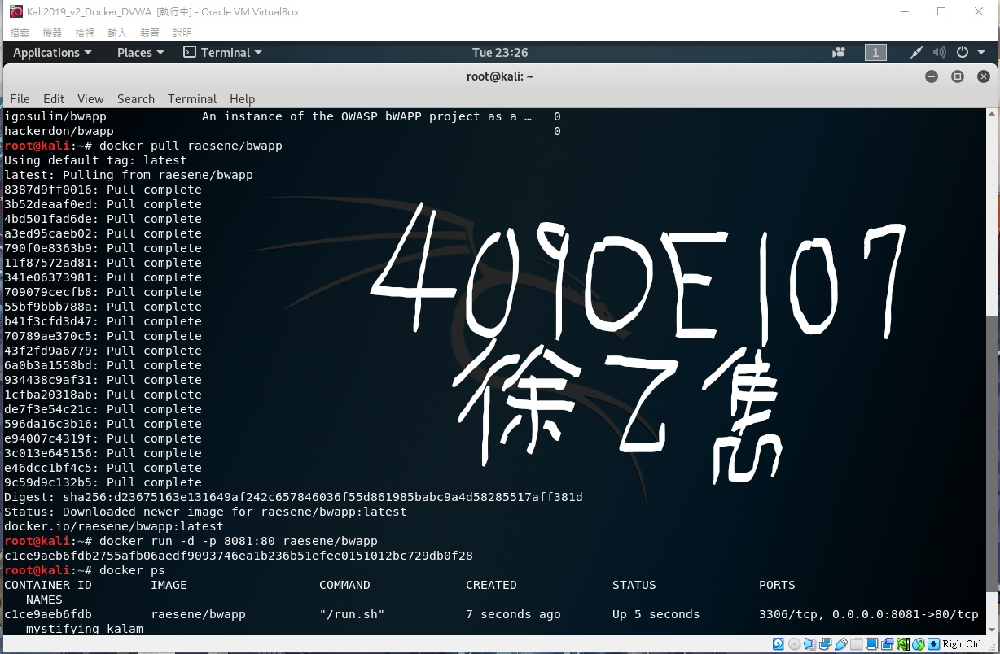 Kali2019_v2_Docker_DVWA [執行中] - Oracle VM VirtualBox
檔案 機器 檢視 輸入 裝置 說明
Applications Places Terminal Tue 23:26 1
root@kali: ~
File Edit View Search Terminal Help
igosulim/bwapp An instance of the OWASP bWAPP project as a … 0
hackerdon/bwapp 0
root@kali:~# docker pull raesene/bwapp
Using default tag: latest
latest: Pulling from raesene/bwapp
8387d9ff0016: Pull complete
3b52deaaf0ed: Pull complete
4bd501fad6de: Pull complete
a3ed95caeb02: Pull complete
790f0e8363b9: Pull complete
11f87572ad81: Pull complete
341e06373981: Pull complete
709079cecfb8: Pull complete
55bf9bbb788a: Pull complete
b41f3cfd3d47: Pull complete
70789ae370c5: Pull complete
43f2fd9a6779: Pull complete
6a0b3a1558bd: Pull complete
934438c9af31: Pull complete
1cfba20318ab: Pull complete
de7f3e54c21c: Pull complete
596da16c3b16: Pull complete
e94007c4319f: Pull complete
3c013e645156: Pull complete
e46dcc1bf4c5: Pull complete
9c59d9c132b5: Pull complete
4090E107
徐乙雋
Digest: sha256:d23675163e131649af242c657846036f55d861985babc9a4d58285517aff381d
Status: Downloaded newer image for raesene/bwapp:latest
docker.io/raesene/bwapp:latest
root@kali:~# docker run -d -p 8081:80 raesene/bwapp
c1ce9aeb6fdb2755afb06aedf9093746ea1b236b51efee0151012bc729db0f28
root@kali:~# docker ps
CONTAINER ID IMAGE COMMAND CREATED STATUS PORTS
NAMES
c1ce9aeb6fdb raesene/bwapp "/run.sh" 7 seconds ago Up 5 seconds 3306/tcp, 0.0.0.0:8081->80/tcp
mystifying_kalam
Right Ctrl